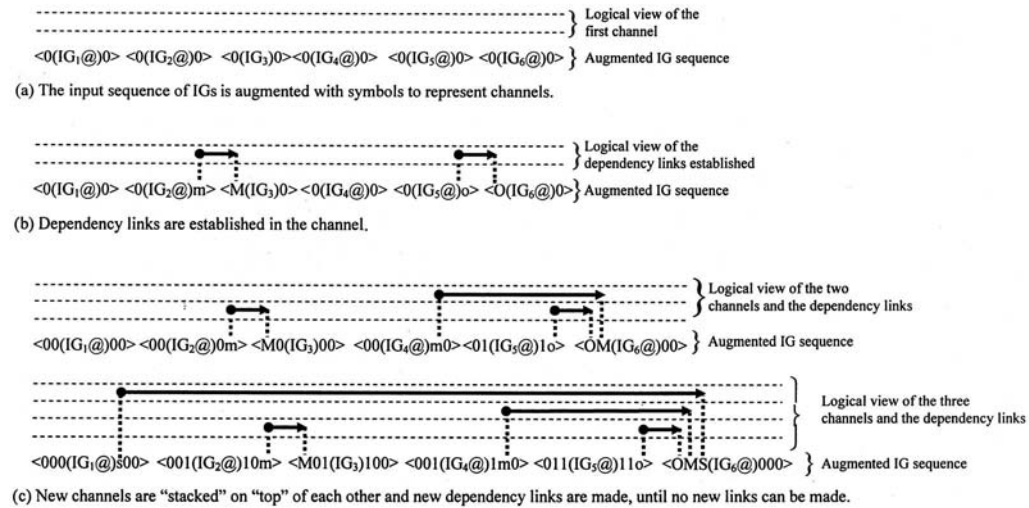 Logical view of the
first channel
<0(IG₁@)0> <0(IG₂@)0> <0(IG₃)0><0(IG₄@)0> <0(IG₅@)0> <0(IG₆@)0> } Augmented IG sequence
(a) The input sequence of IGs is augmented with symbols to represent channels.
Logical view of the
dependency links established
<0(IG₁@)0> <0(IG₂@)m> <M(IG₃)0><0(IG₄@)0> <0(IG₅@)o> <O(IG₆@)0> } Augmented IG sequence
(b) Dependency links are established in the channel.
Logical view of the two
channels and the dependency links
<00(IG₁@)00> <00(IG₂@)0m> <M0(IG₃)00> <00(IG₄@)m0> <01(IG₅@)1o> <OM(IG₆@)00> } Augmented IG sequence
Logical view of the three
channels and the dependency links
<000(IG₁@)s00> <001(IG₂@)10m> <M01(IG₃)100> <001(IG₄@)1m0> <011(IG₅@)11o> <OMS(IG₆@)000> } Augmented IG sequence
(c) New channels are “stacked” on “top” of each other and new dependency links are made, until no new links can be made.